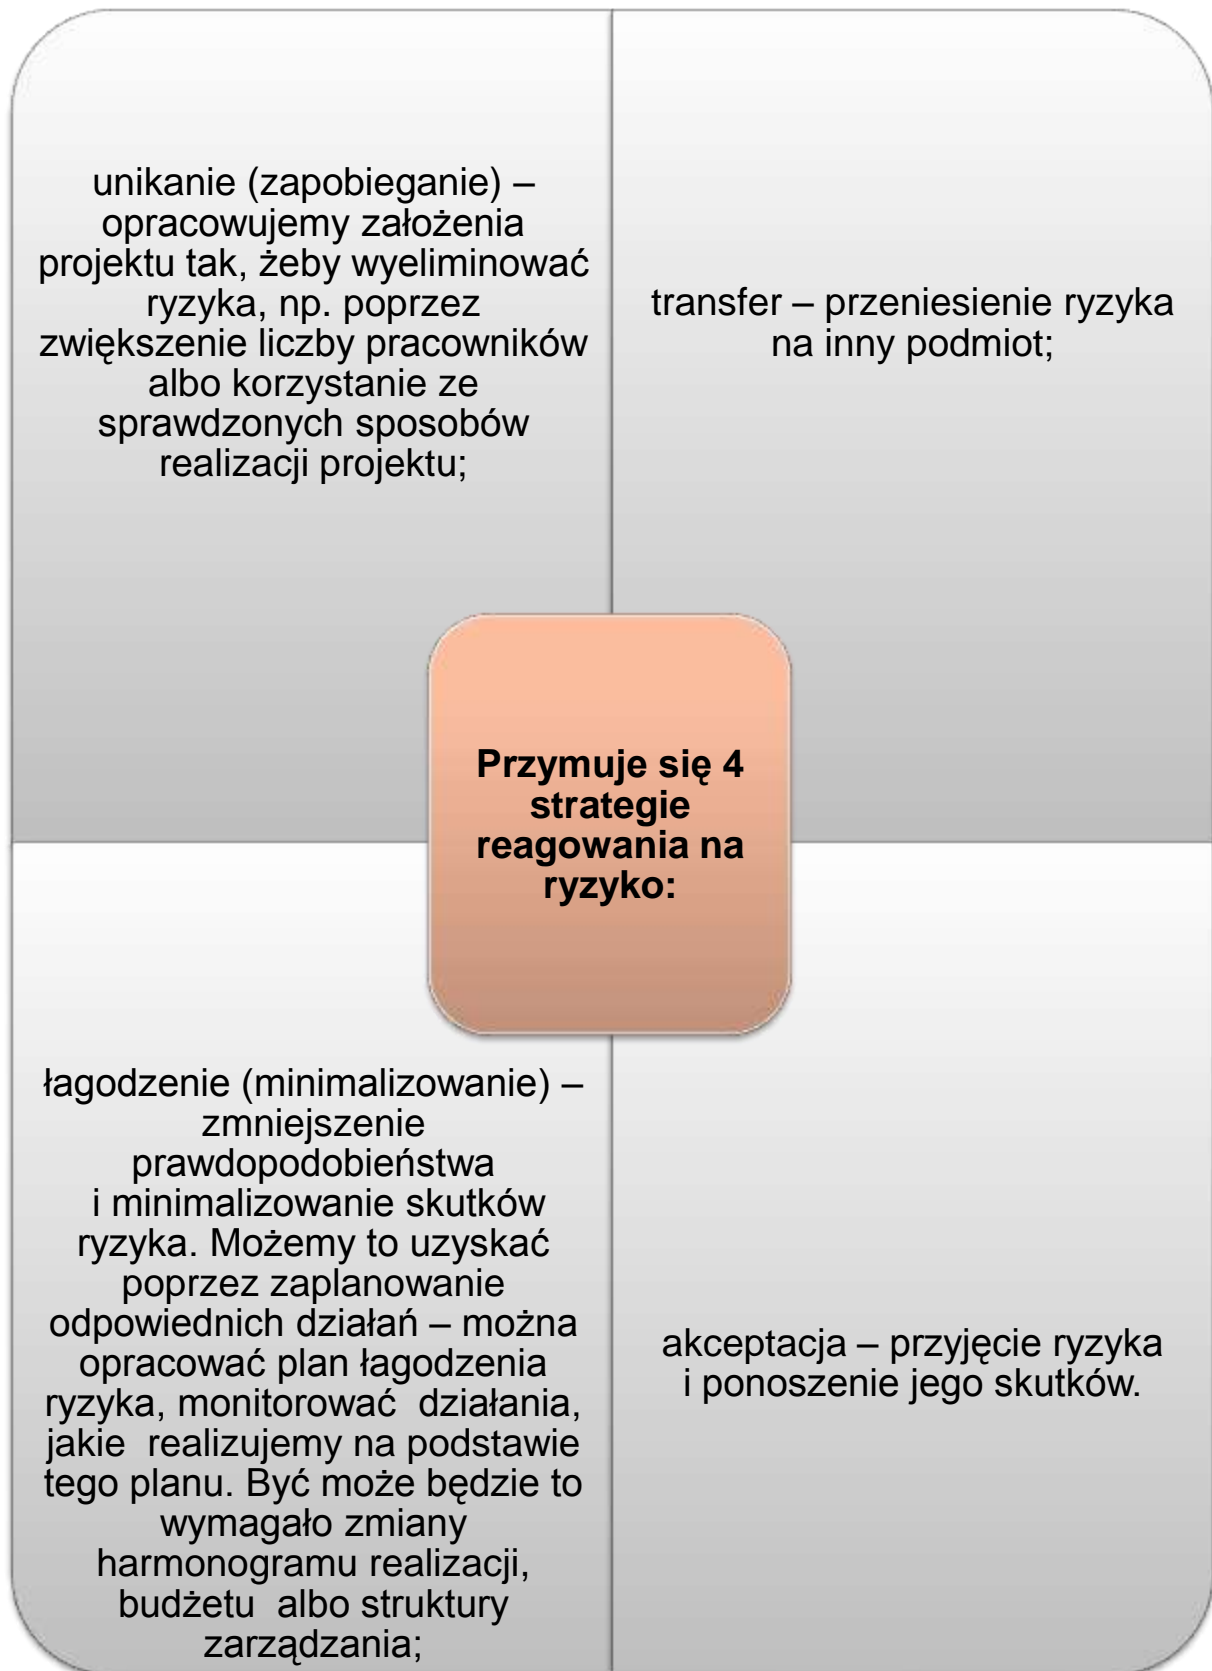 unikanie (zapobieganie) –
opracowujemy założenia
projektu tak, żeby wyeliminować
ryzyka, np. poprzez
zwiększenie liczby pracowników
albo korzystanie ze
sprawdzonych sposobów
realizacji projektu;
transfer – przeniesienie ryzyka
na inny podmiot;
Przymuje się 4
strategie
reagowania na
ryzyko:
łagodzenie (minimalizowanie) –
zmniejszenie
prawdopodobieństwa
i minimalizowanie skutków
ryzyka. Możemy to uzyskać
poprzez zaplanowanie
odpowiednich działań – można
opracować plan łagodzenia
ryzyka, monitorować  działania,
jakie  realizujemy na podstawie
tego planu. Być może będzie to
wymagało zmiany
harmonogramu realizacji,
budżetu  albo struktury
zarządzania;
akceptacja – przyjęcie ryzyka
i ponoszenie jego skutków.